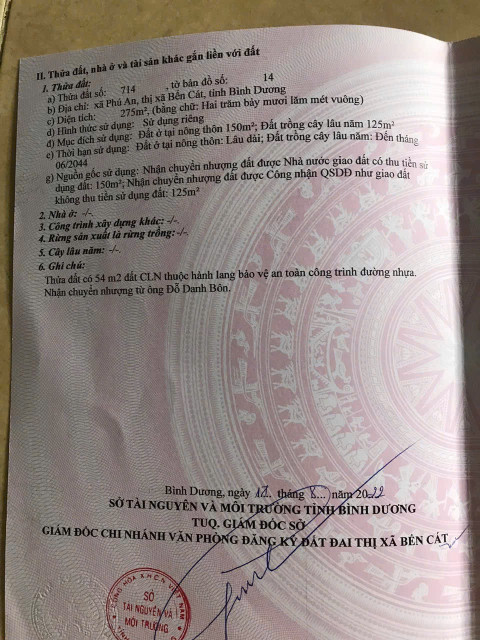 II. Thửa đất, nhà ở và tài sản khác gắn liền với đất
1. Thửa đất:
a) Thửa đất số: 714 , tờ bản đồ số: 14
b) Địa chỉ: xã Phú An, thị xã Bến Cát, tỉnh Bình Dương
c) Diện tích: 275m², (bằng chữ: Hai trăm bảy mươi lăm mét vuông)
d) Hình thức sử dụng: Sử dụng riêng
đ) Mục đích sử dụng: Đất ở tại nông thôn 150m²; Đất trồng cây lâu năm 125m²
e) Thời hạn sử dụng: Đất ở tại nông thôn: Lâu dài; Đất trồng cây lâu năm: Đến tháng
06/2044
g) Nguồn gốc sử dụng: Nhận chuyển nhượng đất được Nhà nước giao đất có thu tiền sử
dụng đất: 150m²; Nhận chuyển nhượng đất được Công nhận QSDĐ như giao đất
không thu tiền sử dụng đất: 125m²
2. Nhà ở: -/-.
3. Công trình xây dựng khác: -/-.
4. Rừng sản xuất là rừng trồng: -/-.
5. Cây lâu năm: -/-.
6. Ghi chú:
Thửa đất có 54 m2 đất CLN thuộc hành lang bảo vệ an toàn công trình đường nhựa.
Nhận chuyển nhượng từ ông Đỗ Danh Bôn.
Bình Dương, ngày 12 tháng 8 năm 2022
SỞ TÀI NGUYÊN VÀ MÔI TRƯỜNG TỈNH BÌNH DƯƠNG
TUQ. GIÁM ĐỐC SỞ
GIÁM ĐỐC CHI NHÁNH VĂN PHÒNG ĐĂNG KÝ ĐẤT ĐAI THỊ XÃ BẾN CÁT
CỘNG HÒA X.H.C.N VIỆT NAM
SỞ
TÀI NGUYÊN VÀ
MÔI TRƯỜNG